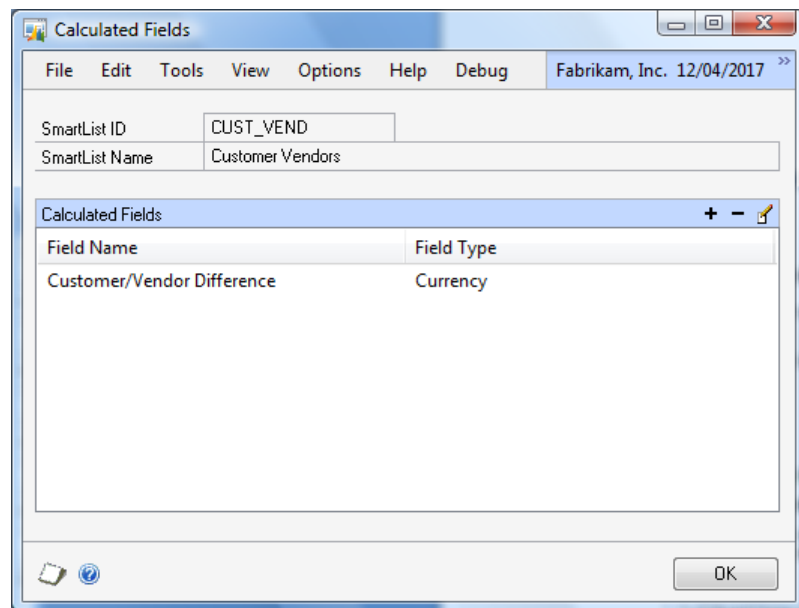 Calculated Fields
File Edit Tools View Options Help Debug Fabrikam, Inc. 12/04/2017 »
SmartList ID CUST_VEND
SmartList Name Customer Vendors
Calculated Fields
Field Name Field Type
Customer/Vendor Difference Currency
OK